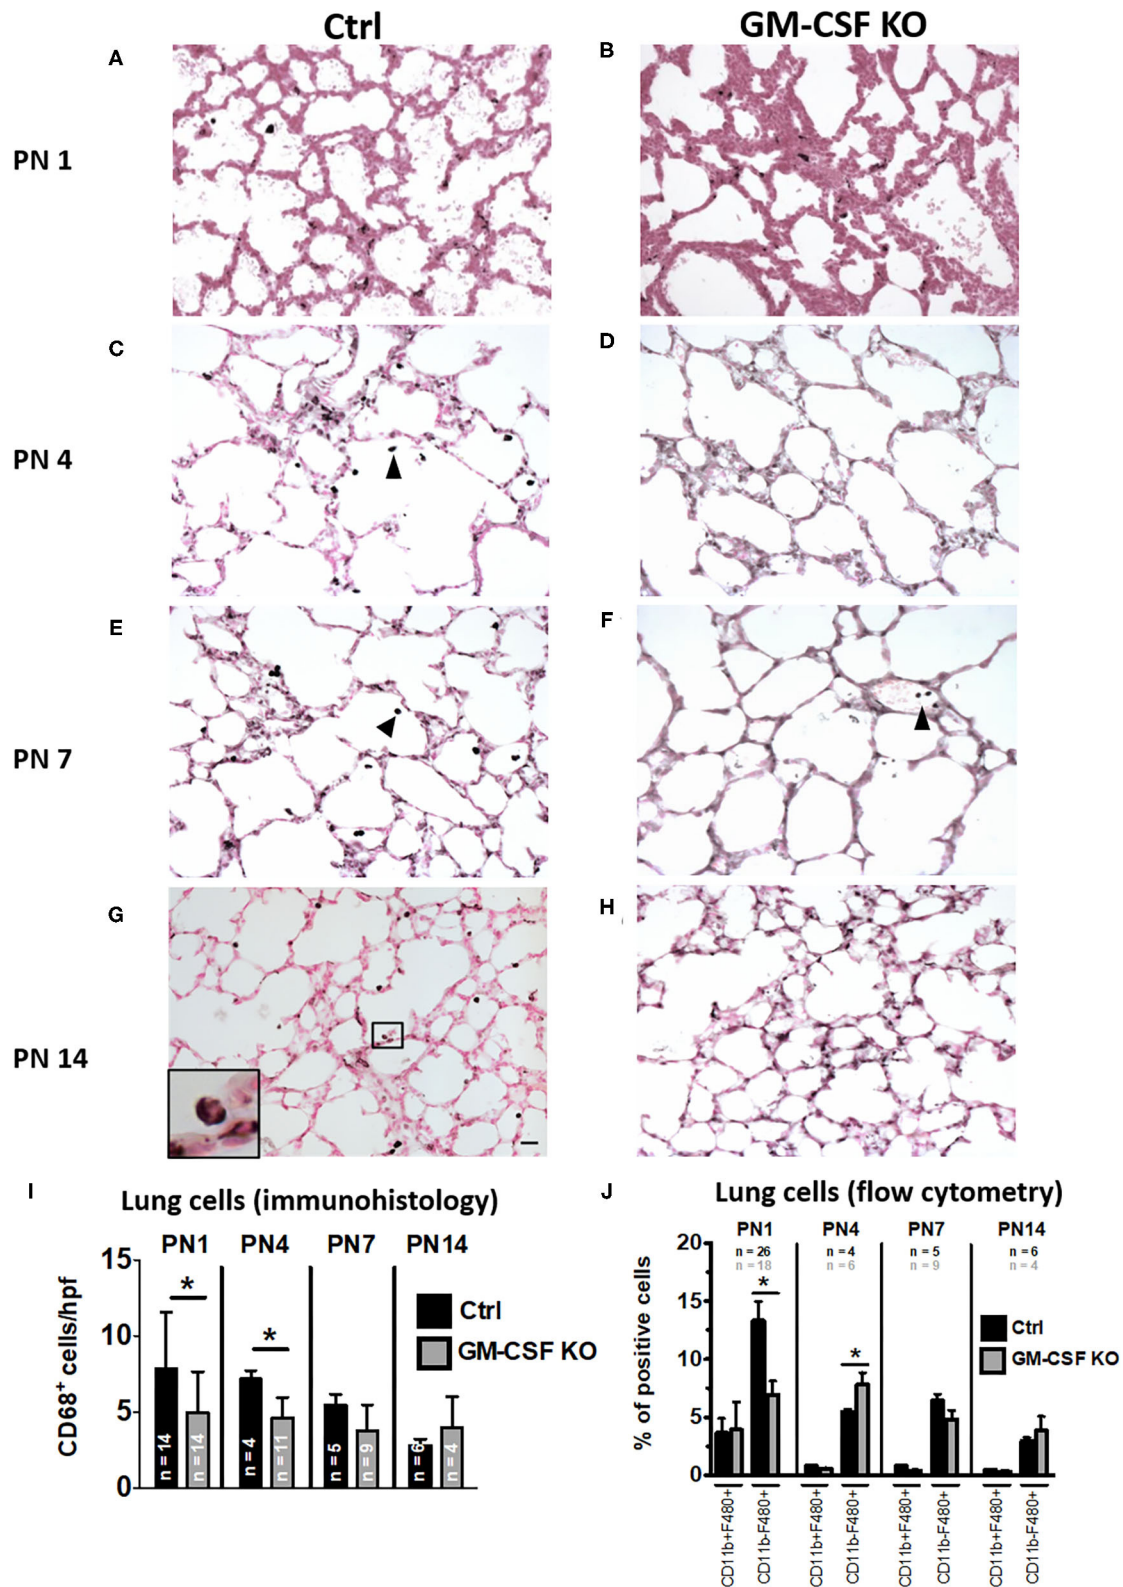 Ctrl
GM-CSF KO
A
B
PN 1
C
D
PN 4
E
F
PN 7
G
H
PN 14
I
Lung cells (immunohistology)
PN1 PN4 PN7 PN14
15
10
5
0
CD68+ cells/hpf
*
*
n = 14
n = 14
n = 4
n = 11
n = 5
n = 9
n = 6
n = 4
Ctrl
GM-CSF KO
J
Lung cells (flow cytometry)
PN1 PN4 PN7 PN14
n = 26 n = 4 n = 5 n = 6
n = 18 n = 6 n = 9 n = 4
20
15
10
5
0
% of positive cells
*
*
Ctrl
GM-CSF KO
CD11b+F480+
CD11b-F480+
CD11b+F480+
CD11b-F480+
CD11b+F480+
CD11b-F480+
CD11b+F480+
CD11b-F480+